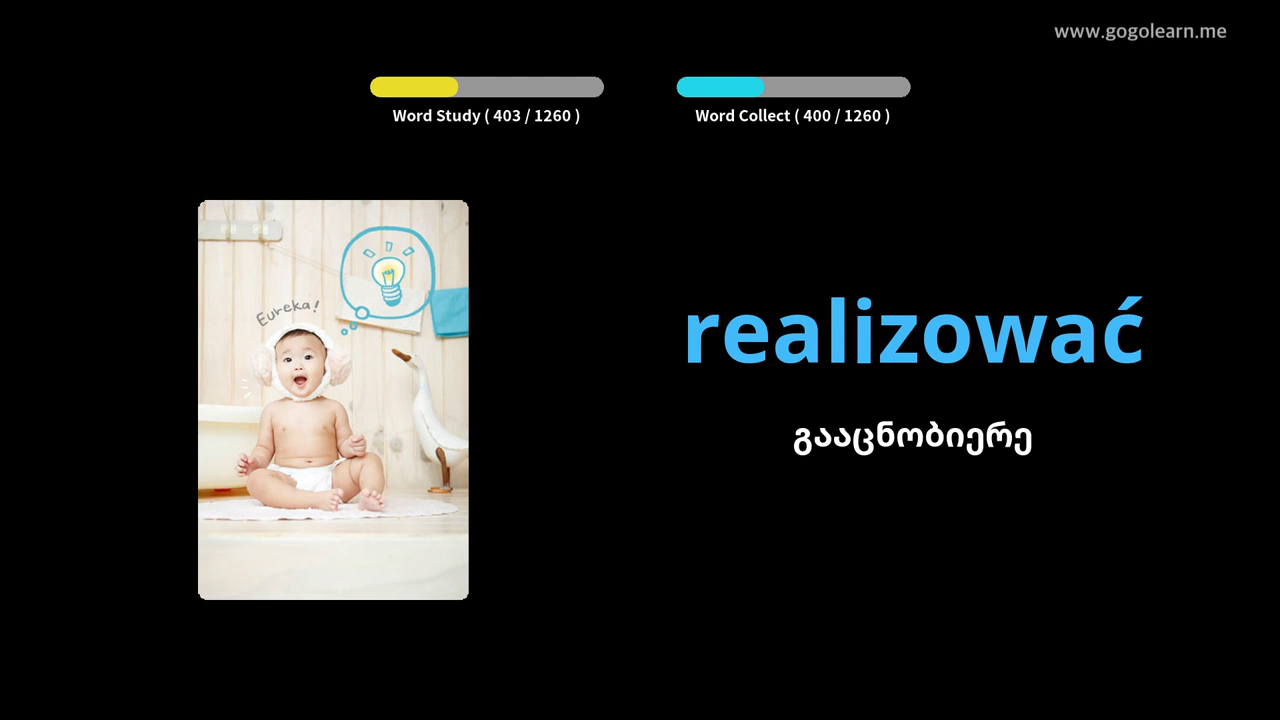 www.gogolearn.me
Word Study ( 403 / 1260 )
Word Collect ( 400 / 1260 )
Eureka!
realizować
გააცნობიერე